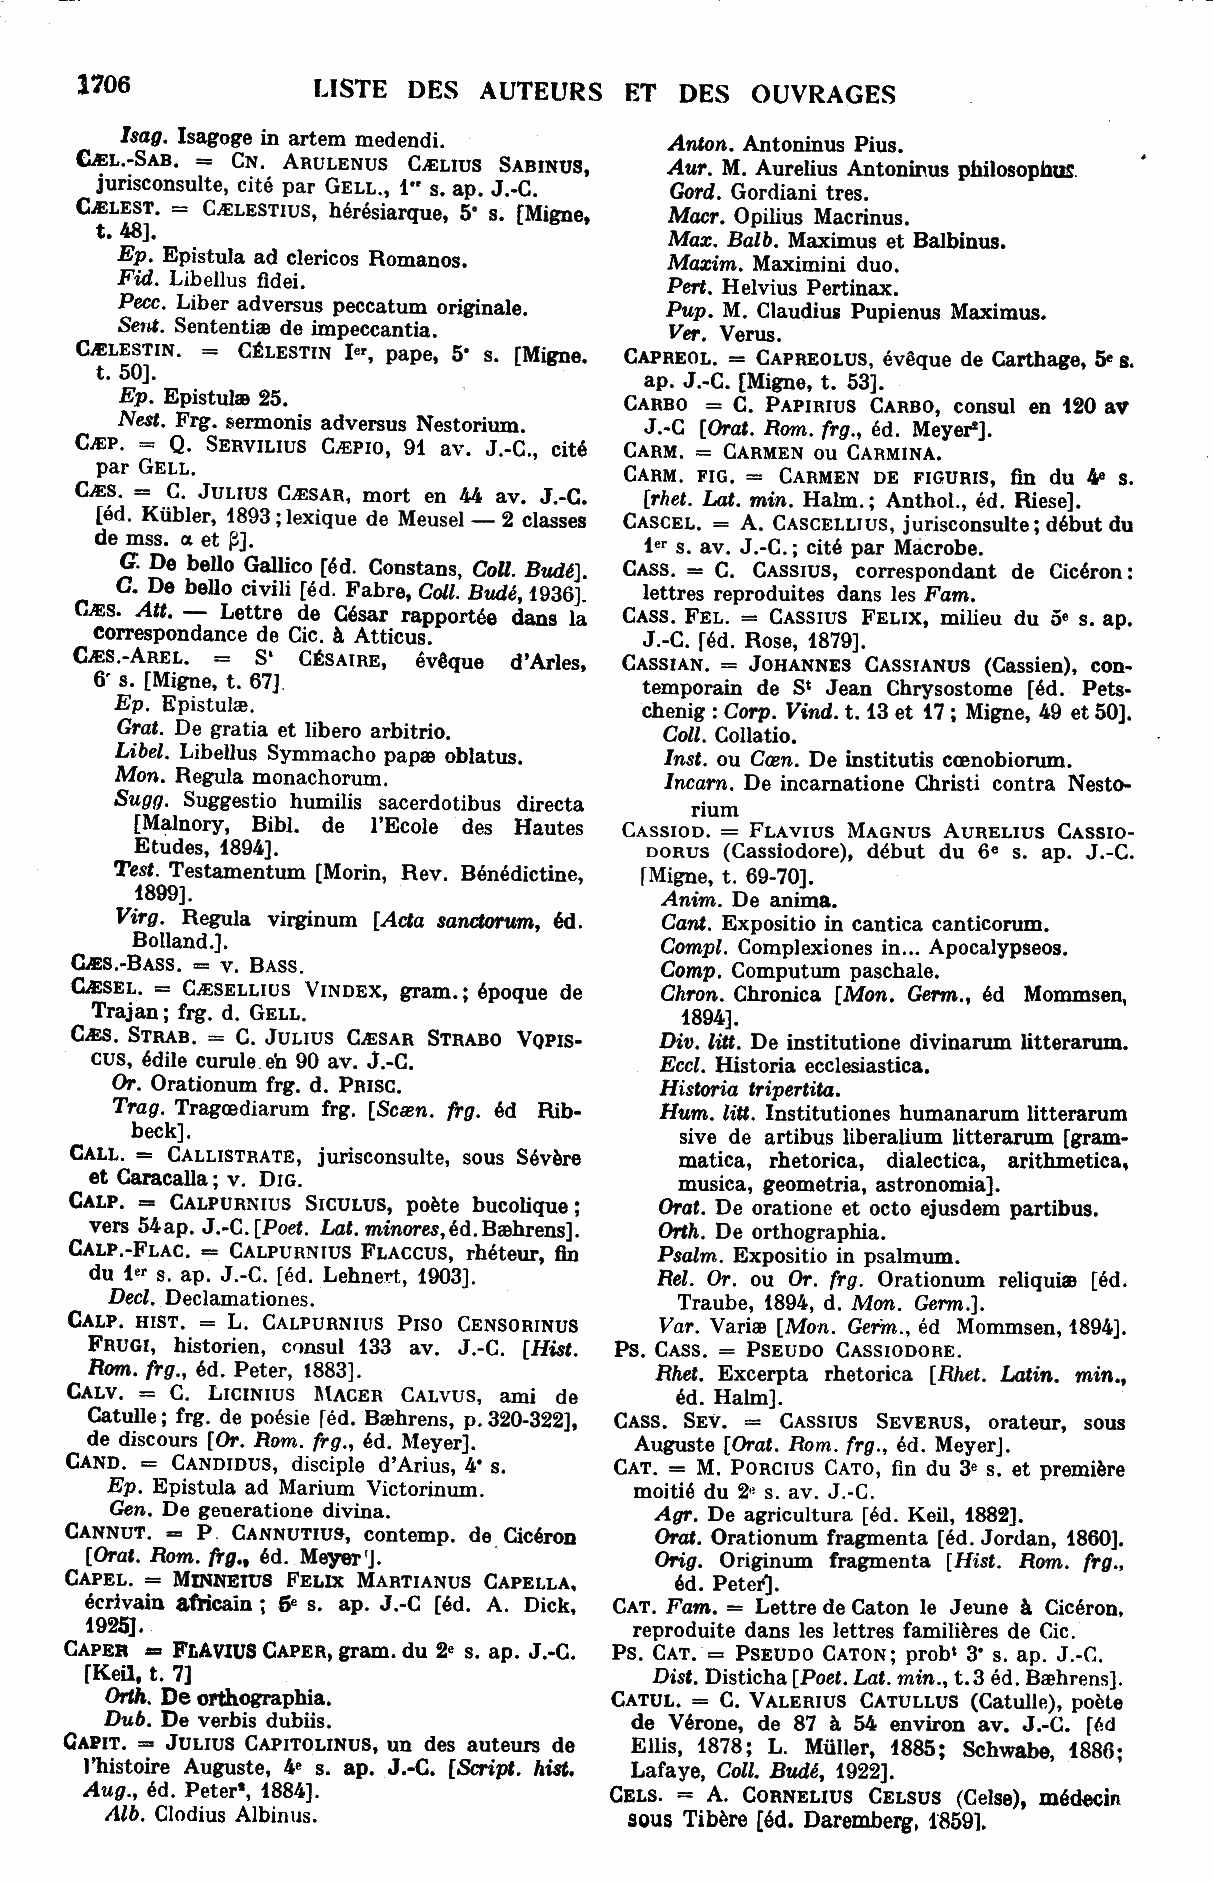 1706
LISTE DES AUTEURS ET DES OUVRAGES
Isag. Isagoge in artem medendi.
CÆL.-SAB. = CN. ARULENUS CÆLIUS SABINUS,
jurisconsulte, cité par GELL., 1er s. ap. J.-C.
CÆLEST. = CÆLESTIUS, hérésiarque, 5e s. [Migne,
t. 48].
Ep. Epistula ad clericos Romanos.
Fid. Libellus fidei.
Pecc. Liber adversus peccatum originale.
Sent. Sententiæ de impeccantia.
CÆLESTIN. = CÉLESTIN Ier, pape, 5e s. [Migne.
t. 50].
Ep. Epistulæ 25.
Nest. Frg. sermonis adversus Nestorium.
CÆP. = Q. SERVILIUS CÆPIO, 91 av. J.-C., cité
par GELL.
CÆS. = C. JULIUS CÆSAR, mort en 44 av. J.-C.
[éd. Kübler, 1893; lexique de Meusel — 2 classes
de mss. α et β].
G. De bello Gallico [éd. Constans, Coll. Budé].
C. De bello civili [éd. Fabre, Coll. Budé, 1936].
CÆS. Att. — Lettre de César rapportée dans la
correspondance de Cic. à Atticus.
CÆS.-AREL. = St CÉSAIRE, évêque d'Arles,
6e s. [Migne, t. 67].
Ep. Epistulæ.
Grat. De gratia et libero arbitrio.
Libel. Libellus Symmacho papæ oblatus.
Mon. Regula monachorum.
Sugg. Suggestio humilis sacerdotibus directa
[Malnory, Bibl. de l'Ecole des Hautes
Etudes, 1894].
Test. Testamentum [Morin, Rev. Bénédictine,
1899].
Virg. Regula virginum [Acta sanctorum, éd.
Bolland.].
CÆS.-BASS. = v. BASS.
CÆSEL. = CÆSELLIUS VINDEX, gram.; époque de
Trajan; frg. d. GELL.
CÆS. STRAB. = C. JULIUS CÆSAR STRABO VOPIS-
CUS, édile curule en 90 av. J.-C.
Or. Orationum frg. d. PRISC.
Trag. Tragœdiarum frg. [Scæn. frg. éd Rib-
beck].
CALL. = CALLISTRATE, jurisconsulte, sous Sévère
et Caracalla; v. DIG.
CALP. = CALPURNIUS SICULUS, poète bucolique;
vers 54 ap. J.-C. [Poet. Lat. minores, éd. Bæhrens].
CALP.-FLAC. = CALPURNIUS FLACCUS, rhéteur, fin
du 1er s. ap. J.-C. [éd. Lehnert, 1903].
Decl. Declamationes.
CALP. HIST. = L. CALPURNIUS PISO CENSORINUS
FRUGI, historien, consul 133 av. J.-C. [Hist.
Rom. frg., éd. Peter, 1883].
CALV. = C. LICINIUS MACER CALVUS, ami de
Catulle; frg. de poésie [éd. Bæhrens, p. 320-322],
de discours [Or. Rom. frg., éd. Meyer].
CAND. = CANDIDUS, disciple d'Arius, 4e s.
Ep. Epistula ad Marium Victorinum.
Gen. De generatione divina.
CANNUT. = P. CANNUTIUS, contemp. de Cicéron
[Orat. Rom. frg., éd. Meyer].
CAPEL. = MINNEIUS FELIX MARTIANUS CAPELLA,
écrivain africain; 5e s. ap. J.-C [éd. A. Dick,
1925].
CAPER = FLAVIUS CAPER, gram. du 2e s. ap. J.-C.
[Keil, t. 7]
Orth. De orthographia.
Dub. De verbis dubiis.
CAPIT. = JULIUS CAPITOLINUS, un des auteurs de
l'histoire Auguste, 4e s. ap. J.-C. [Script. hist.
Aug., éd. Peter², 1884].
Alb. Clodius Albinus.
Anton. Antoninus Pius.
Aur. M. Aurelius Antoninus philosophus.
Gord. Gordiani tres.
Macr. Opilius Macrinus.
Max. Balb. Maximus et Balbinus.
Maxim. Maximini duo.
Pert. Helvius Pertinax.
Pup. M. Claudius Pupienus Maximus.
Ver. Verus.
CAPREOL. = CAPREOLUS, évêque de Carthage, 5e s.
ap. J.-C. [Migne, t. 53].
CARBO = C. PAPIRIUS CARBO, consul en 120 av
J.-C [Orat. Rom. frg., éd. Meyer²].
CARM. = CARMEN OU CARMINA.
CARM. FIG. = CARMEN DE FIGURIS, fin du 4e s.
[rhet. Lat. min. Halm.; Anthol., éd. Riese].
CASCEL. = A. CASCELLIUS, jurisconsulte; début du
1er s. av. J.-C.; cité par Macrobe.
CASS. = C. CASSIUS, correspondant de Cicéron:
lettres reproduites dans les Fam.
CASS. FEL. = CASSIUS FELIX, milieu du 5e s. ap.
J.-C. [éd. Rose, 1879].
CASSIAN. = JOHANNES CASSIANUS (Cassien), con-
temporain de St Jean Chrysostome [éd. Pets-
chenig : Corp. Vind. t. 13 et 17; Migne, 49 et 50].
Coll. Collatio.
Inst. ou Cœn. De institutis cœnobiorum.
Incarn. De incarnatione Christi contra Nesto-
rium
CASSIOD. = FLAVIUS MAGNUS AURELIUS CASSIO-
DORUS (Cassiodore), début du 6e s. ap. J.-C.
[Migne, t. 69-70].
Anim. De anima.
Cant. Expositio in cantica canticorum.
Compl. Complexiones in... Apocalypseos.
Comp. Computum paschale.
Chron. Chronica [Mon. Germ., éd Mommsen,
1894].
Div. litt. De institutione divinarum litterarum.
Eccl. Historia ecclesiastica.
Historia tripertita.
Hum. litt. Institutiones humanarum litterarum
sive de artibus liberalium litterarum [gram-
matica, rhetorica, dialectica, arithmetica,
musica, geometria, astronomia].
Orat. De oratione et octo ejusdem partibus.
Orth. De orthographia.
Psalm. Expositio in psalmum.
Rel. Or. ou Or. frg. Orationum reliquiæ [éd.
Traube, 1894, d. Mon. Germ.].
Var. Variæ [Mon. Germ., éd Mommsen, 1894].
PS. CASS. = PSEUDO CASSIODORE.
Rhet. Excerpta rhetorica [Rhet. Latin. min.,
éd. Halm].
CASS. SEV. = CASSIUS SEVERUS, orateur, sous
Auguste [Orat. Rom. frg., éd. Meyer].
CAT. = M. PORCIUS CATO, fin du 3e s. et première
moitié du 2e s. av. J.-C.
Agr. De agricultura [éd. Keil, 1882].
Orat. Orationum fragmenta [éd. Jordan, 1860].
Orig. Originum fragmenta [Hist. Rom. frg.,
éd. Peter].
CAT. Fam. = Lettre de Caton le Jeune à Cicéron,
reproduite dans les lettres familières de Cic.
PS. CAT. = PSEUDO CATON; probt 3e s. ap. J.-C.
Dist. Disticha [Poet. Lat. min., t. 3 éd. Bæhrens].
CATUL. = C. VALERIUS CATULLUS (Catulle), poète
de Vérone, de 87 à 54 environ av. J.-C. [éd
Ellis, 1878; L. Müller, 1885; Schwabe, 1886;
Lafaye, Coll. Budé, 1922].
CELS. = A. CORNELIUS CELSUS (Celse), médecin
sous Tibère [éd. Daremberg, 1859].